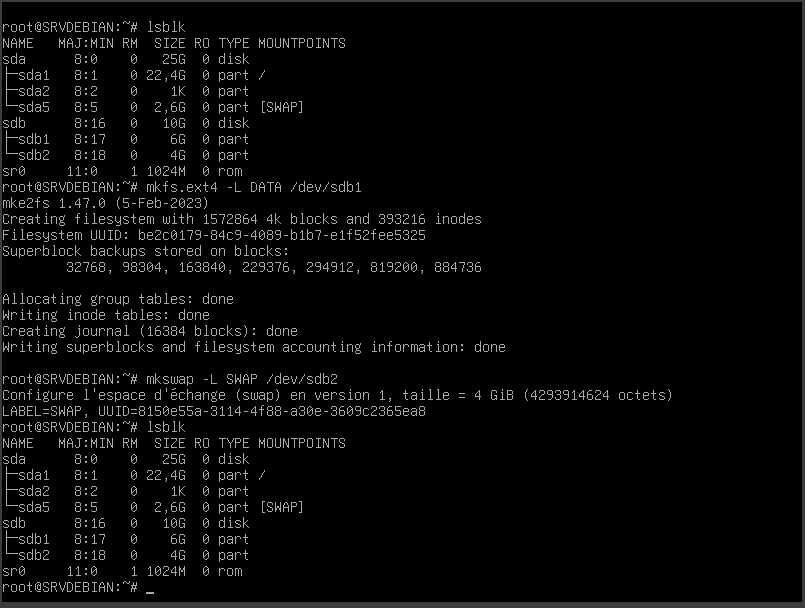 root@SRVDEBIAN:~# lsblk
NAME   MAJ:MIN RM  SIZE RO TYPE MOUNTPOINTS
sda      8:0    0   25G  0 disk
├─sda1   8:1    0 22,4G  0 part /
├─sda2   8:2    0    1K  0 part
└─sda5   8:5    0  2,6G  0 part [SWAP]
sdb      8:16   0   10G  0 disk
├─sdb1   8:17   0    6G  0 part
└─sdb2   8:18   0    4G  0 part
sr0     11:0    1 1024M  0 rom
root@SRVDEBIAN:~# mkfs.ext4 -L DATA /dev/sdb1
mke2fs 1.47.0 (5-Feb-2023)
Creating filesystem with 1572864 4k blocks and 393216 inodes
Filesystem UUID: be2c0179-84c9-4089-b1b7-e1f52fee5325
Superblock backups stored on blocks:
        32768, 98304, 163840, 229376, 294912, 819200, 884736
Allocating group tables: done
Writing inode tables: done
Creating journal (16384 blocks): done
Writing superblocks and filesystem accounting information: done
root@SRVDEBIAN:~# mkswap -L SWAP /dev/sdb2
Configure l'espace d'échange (swap) en version 1, taille = 4 GiB (4293914624 octets)
LABEL=SWAP, UUID=8150e55a-3114-4f88-a30e-3609c2365ea8
root@SRVDEBIAN:~# lsblk
NAME   MAJ:MIN RM  SIZE RO TYPE MOUNTPOINTS
sda      8:0    0   25G  0 disk
├─sda1   8:1    0 22,4G  0 part /
├─sda2   8:2    0    1K  0 part
└─sda5   8:5    0  2,6G  0 part [SWAP]
sdb      8:16   0   10G  0 disk
├─sdb1   8:17   0    6G  0 part
└─sdb2   8:18   0    4G  0 part
sr0     11:0    1 1024M  0 rom
root@SRVDEBIAN:~# _